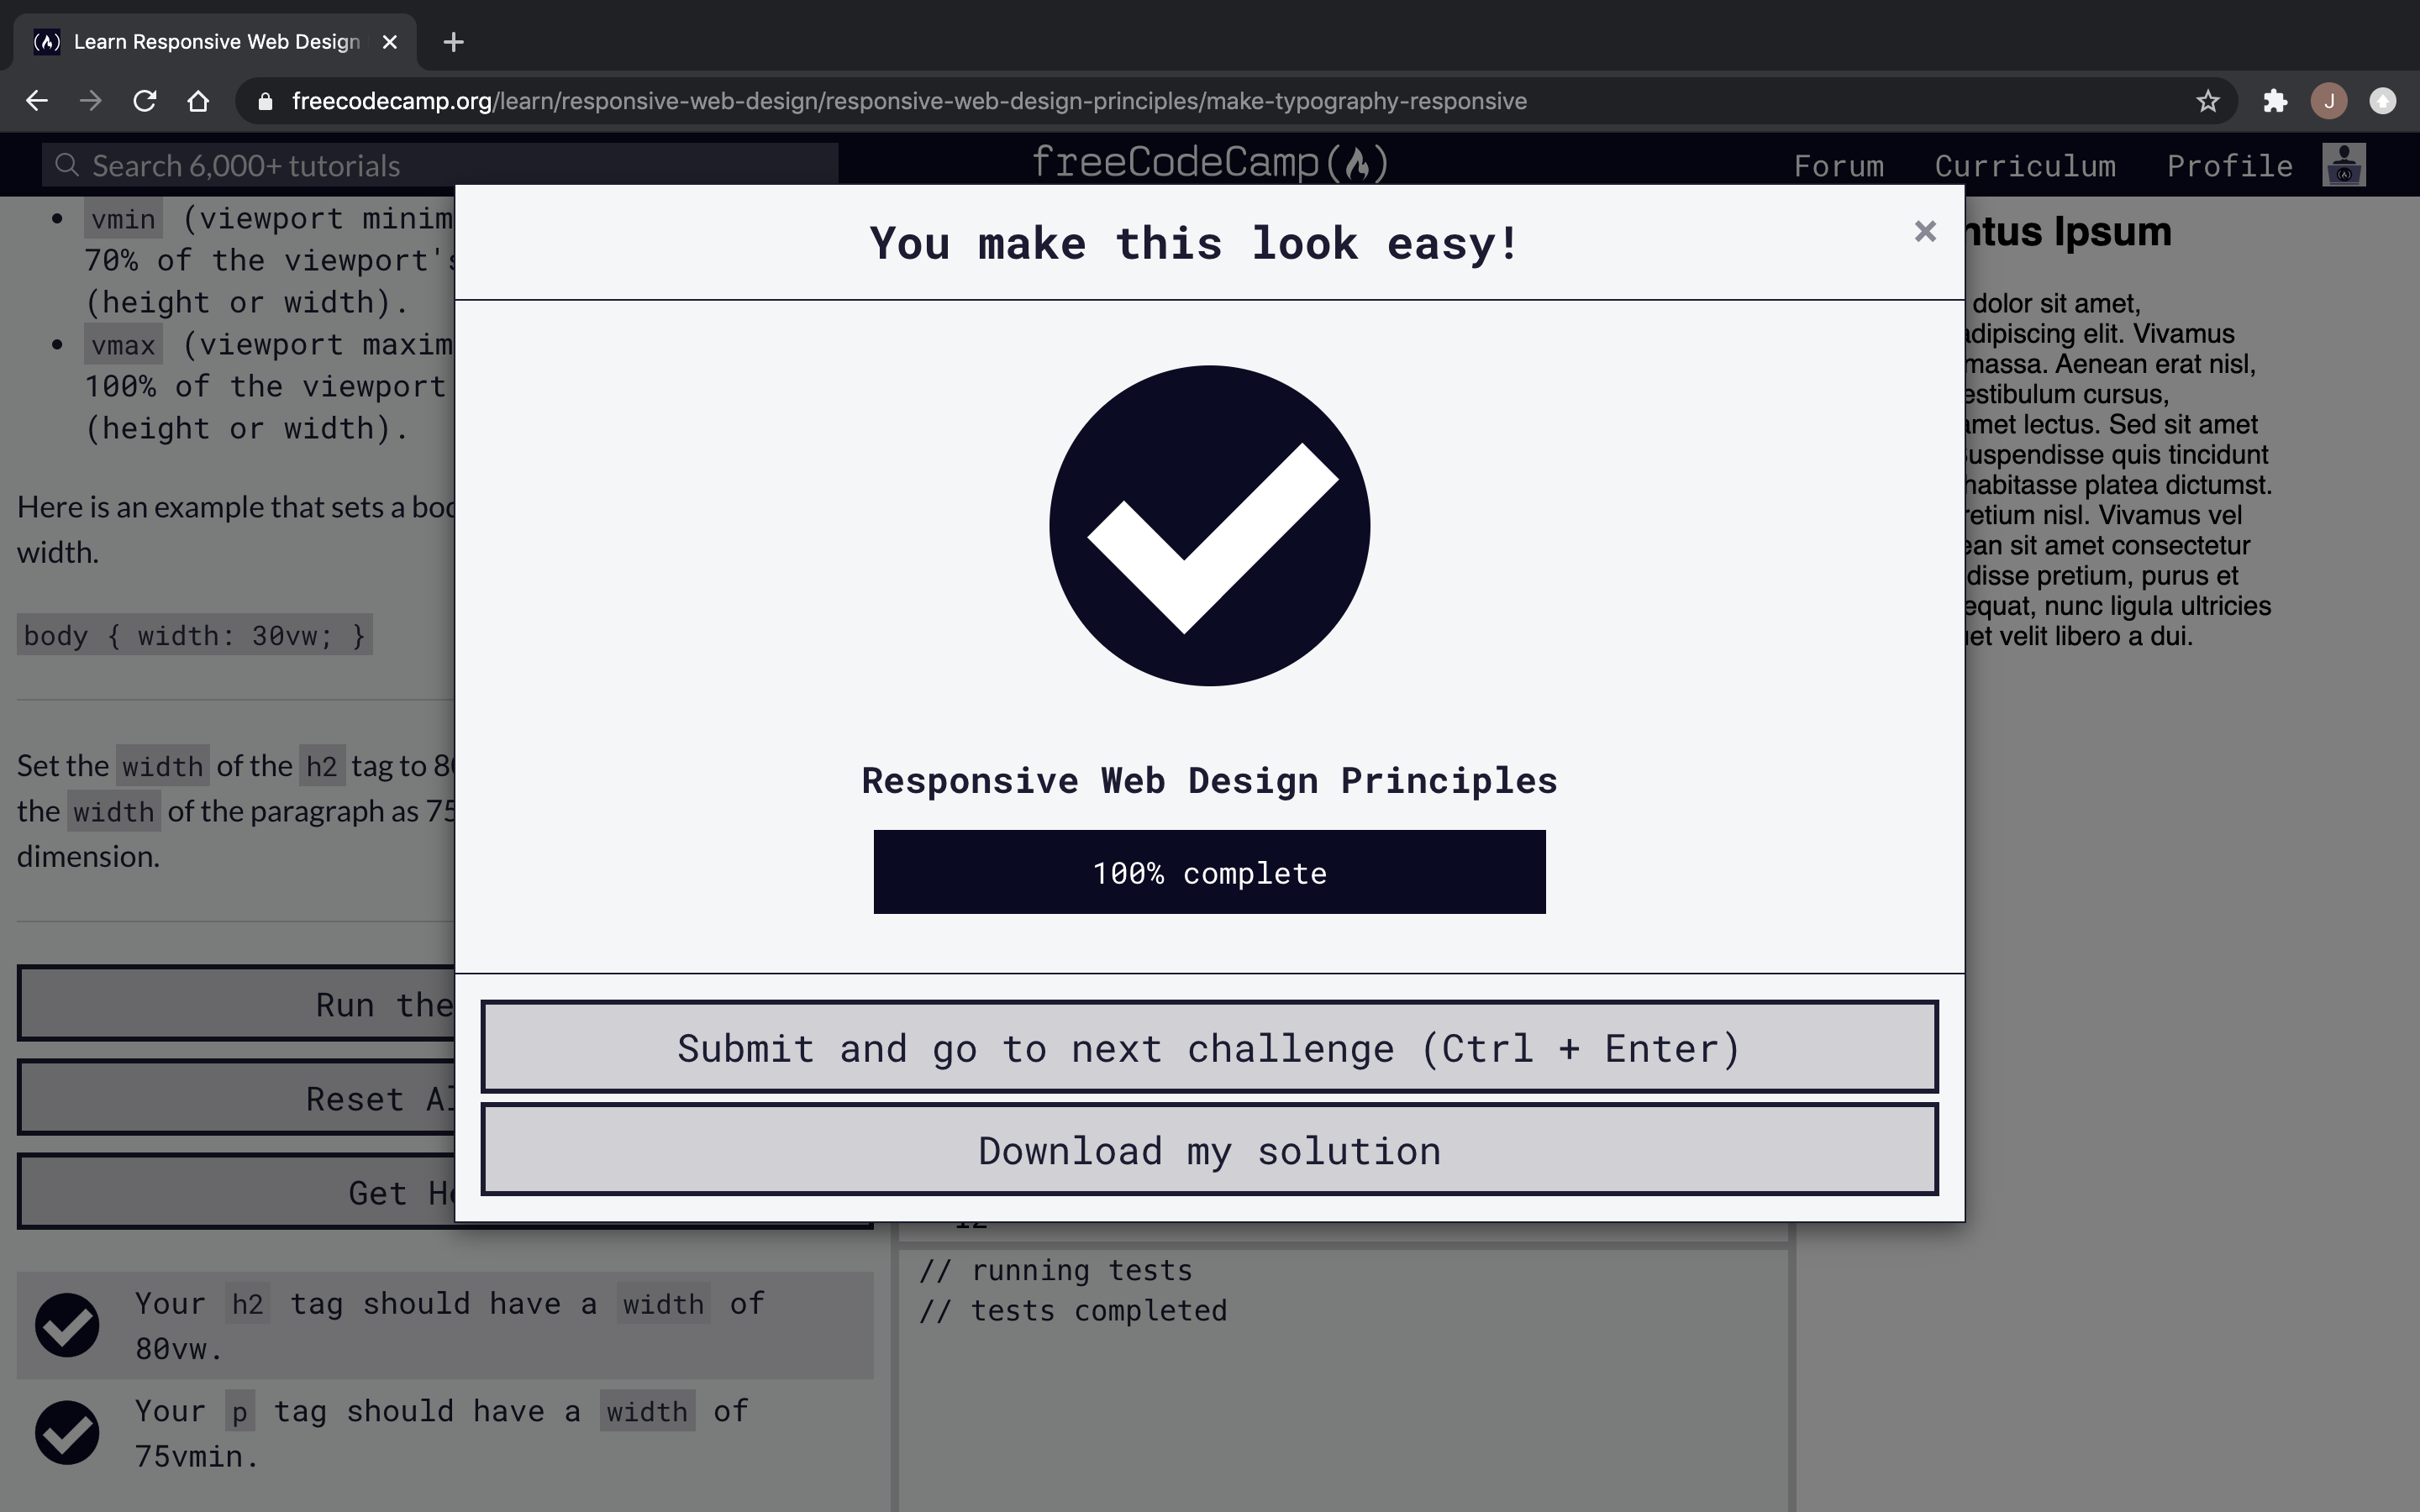 Learn Responsive Web Design
freecodecamp.org/learn/responsive-web-design/responsive-web-design-principles/make-typography-responsive
J
Search 6,000+ tutorials
freeCodeCamp
Forum
Curriculum
Profile
vmin (viewport minim
70% of the viewport's
(height or width).
vmax (viewport maxim
100% of the viewport
(height or width).
Here is an example that sets a bod
width.
body { width: 30vw; }
Set the width of the h2 tag to 80
the width of the paragraph as 75
dimension.
Run the
Reset Al
Get He
Your h2 tag should have a width of
80vw.
Your p tag should have a width of
75vmin.
You make this look easy!
×
Responsive Web Design Principles
100% complete
Submit and go to next challenge (Ctrl + Enter)
Download my solution
// running tests
// tests completed
ntus Ipsum
dolor sit amet,
adipiscing elit. Vivamus
massa. Aenean erat nisl,
estibulum cursus,
amet lectus. Sed sit amet
uspendisse quis tincidunt
habitasse platea dictumst.
retium nisl. Vivamus vel
ean sit amet consectetur
disse pretium, purus et
equat, nunc ligula ultricies
et velit libero a dui.